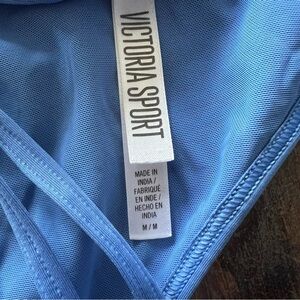 VICTORIA SPORT
MADE IN
INDIA /
FABRIQUÉ
EN INDE /
HECHO EN
INDIA
M / M